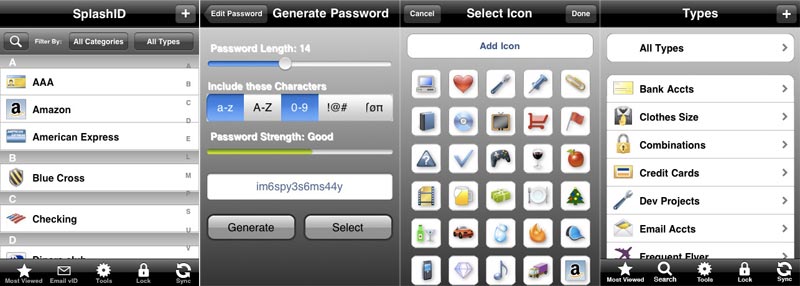 SplashID
+
Filter By: All Categories All Types
A
AAA
Amazon
American Express
B
Blue Cross
C
Checking
D
Diners club
A
B
C
D
E
L
M
P
S
U
Most Viewed Email vID Tools Lock Sync
Edit Password Generate Password
Password Length: 14
Include these Characters
a-z A-Z 0-9 !@# ſøπ
Password Strength: Good
im6spy3s6ms44y
Generate Select
Cancel Select Icon Done
Add Icon
a
Types +
All Types
Bank Accts
Clothes Size
Combinations
Credit Cards
Dev Projects
Email Accts
Frequent Flyer
Most Viewed Search Tools Lock Sync